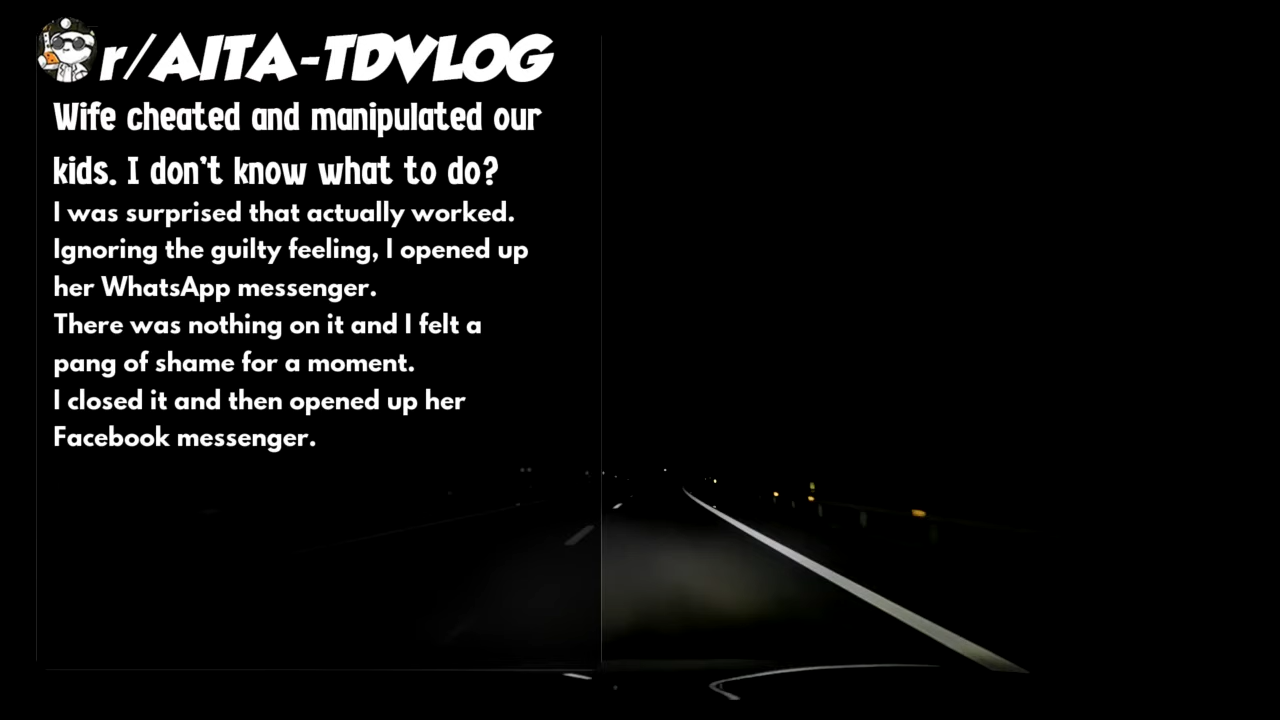 r/AITA-TDVLOG
Wife cheated and manipulated our
kids. I don't know what to do?
I was surprised that actually worked.
Ignoring the guilty feeling, I opened up
her WhatsApp messenger.
There was nothing on it and I felt a
pang of shame for a moment.
I closed it and then opened up her
Facebook messenger.